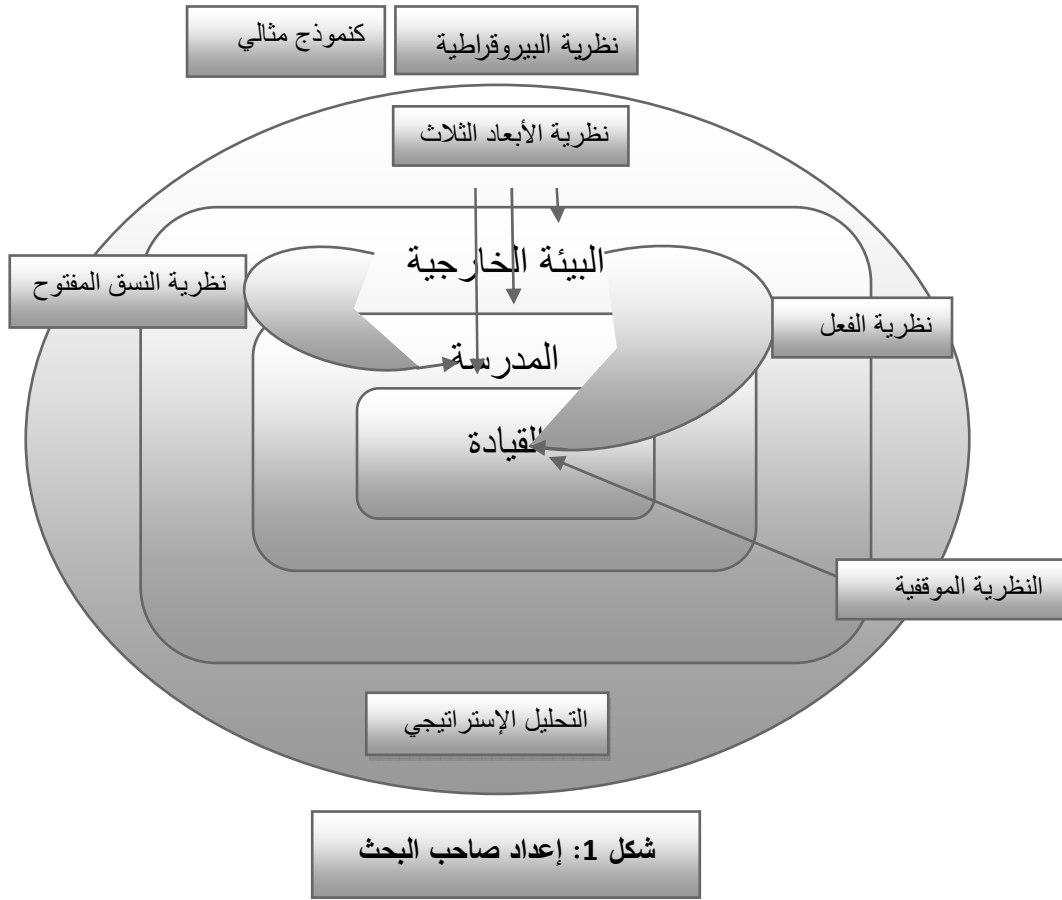 نظرية البيروقراطية
كنموذج مثالي
نظرية الأبعاد الثلاث
البيئة الخارجية
نظرية النسق المفتوح
نظرية الفعل
المدرسة
القيادة
النظرية الموقفية
التحليل الإستراتيجي
شكل 1: إعداد صاحب البحث